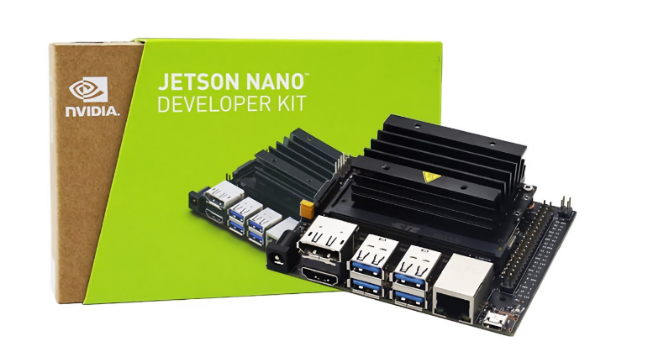 NVIDIA.
JETSON NANO™
DEVELOPER KIT